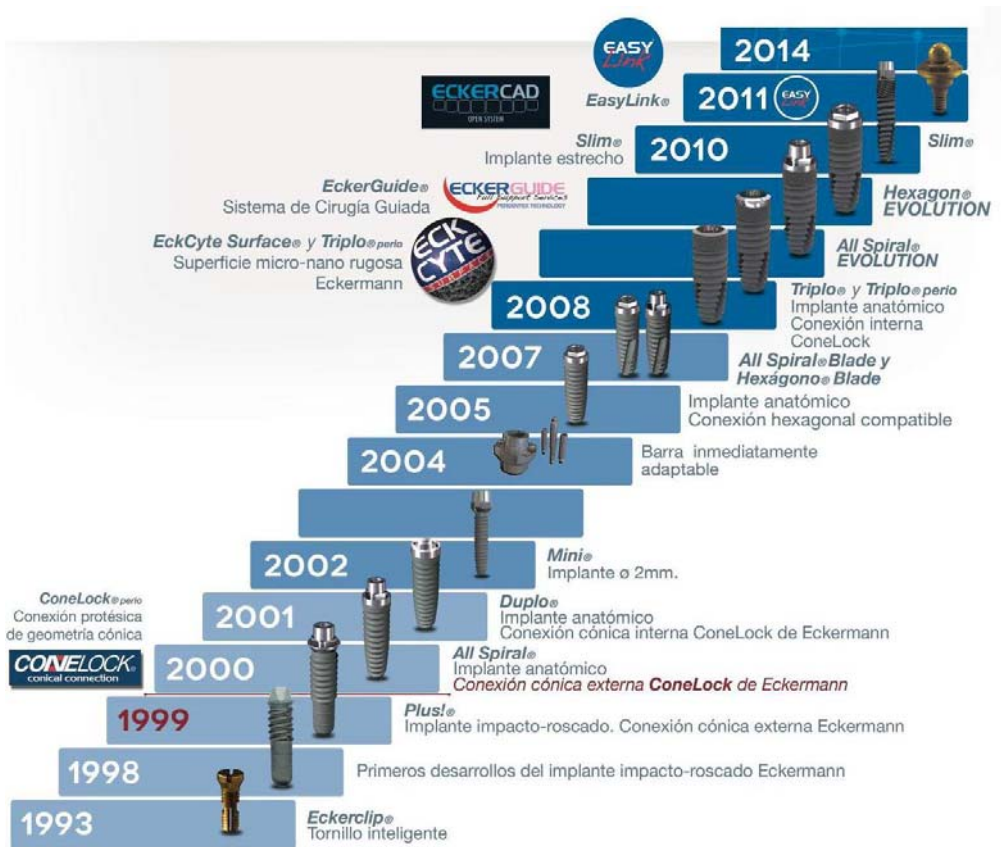 EASY
Link
2014
ECKERCAD
OPEN SYSTEM
EasyLink®
2011
EASY
Link
Slim®
Implante estrecho
2010
Slim®
EckerGuide®
Sistema de Cirugía Guiada
ECKERGUIDE
Full Support Services
Hexagon®
EVOLUTION
EckCyte Surface® y Triplo® perio
Superficie micro-nano rugosa
Eckermann
ECK
CYTE
All Spiral®
EVOLUTION
2008
Triplo® y Triplo® perio
Implante anatómico
Conexión interna
ConeLock
2007
All Spiral® Blade y
Hexágono® Blade
2005
Implante anatómico
Conexión hexagonal compatible
2004
Barra inmediatamente
adaptable
2002
Mini®
Implante ø 2mm.
ConeLock® perio
Conexión protésica
de geometría cónica
2001
Duplo®
Implante anatómico
Conexión cónica interna ConeLock de Eckermann
CONELOCK®
conical connection
2000
All Spiral®
Implante anatómico
Conexión cónica externa ConeLock de Eckermann
1999
Plus!®
Implante impacto-roscado. Conexión cónica externa Eckermann
1998
Primeros desarrollos del implante impacto-roscado Eckermann
1993
Eckerclip®
Tornillo inteligente